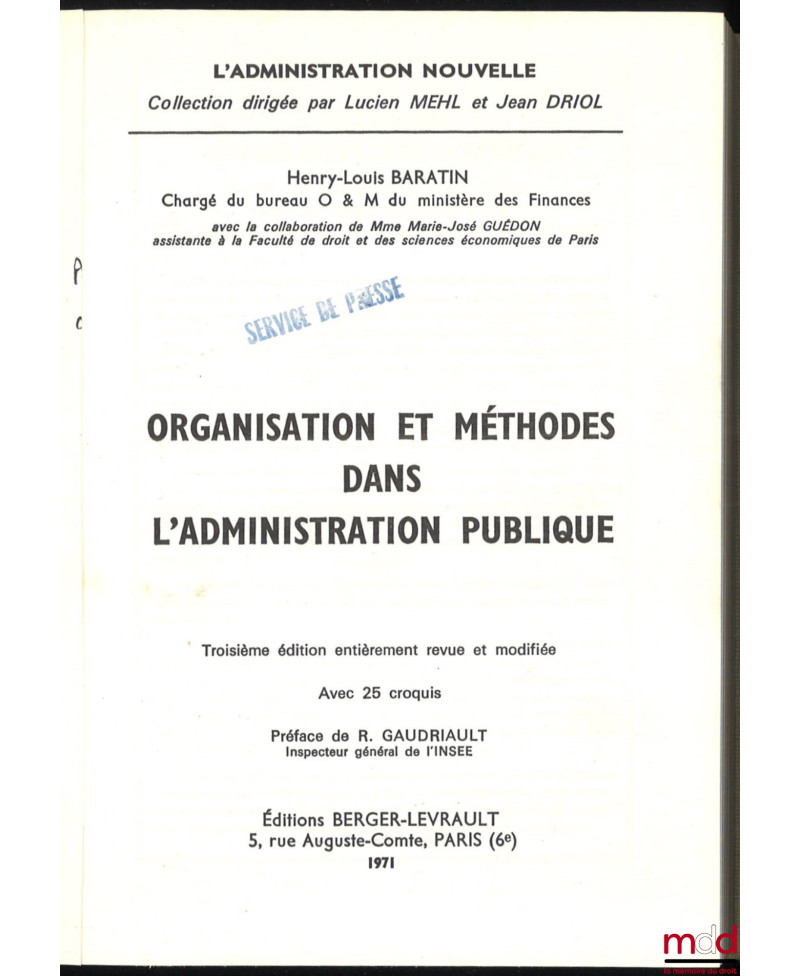 L'ADMINISTRATION NOUVELLE
Collection dirigée par Lucien MEHL et Jean DRIOL
Henry-Louis BARATIN
Chargé du bureau O & M du ministère des Finances
avec la collaboration de Mme Marie-José GUÉDON
assistante à la Faculté de droit et des sciences économiques de Paris
SERVICE DE PRESSE
ORGANISATION ET MÉTHODES
DANS
L'ADMINISTRATION PUBLIQUE
Troisième édition entièrement revue et modifiée
Avec 25 croquis
Préface de R. GAUDRIAULT
Inspecteur général de l'INSEE
Éditions BERGER-LEVRAULT
5, rue Auguste-Comte, PARIS (6e)
1971
mdd
la mémoire du droit